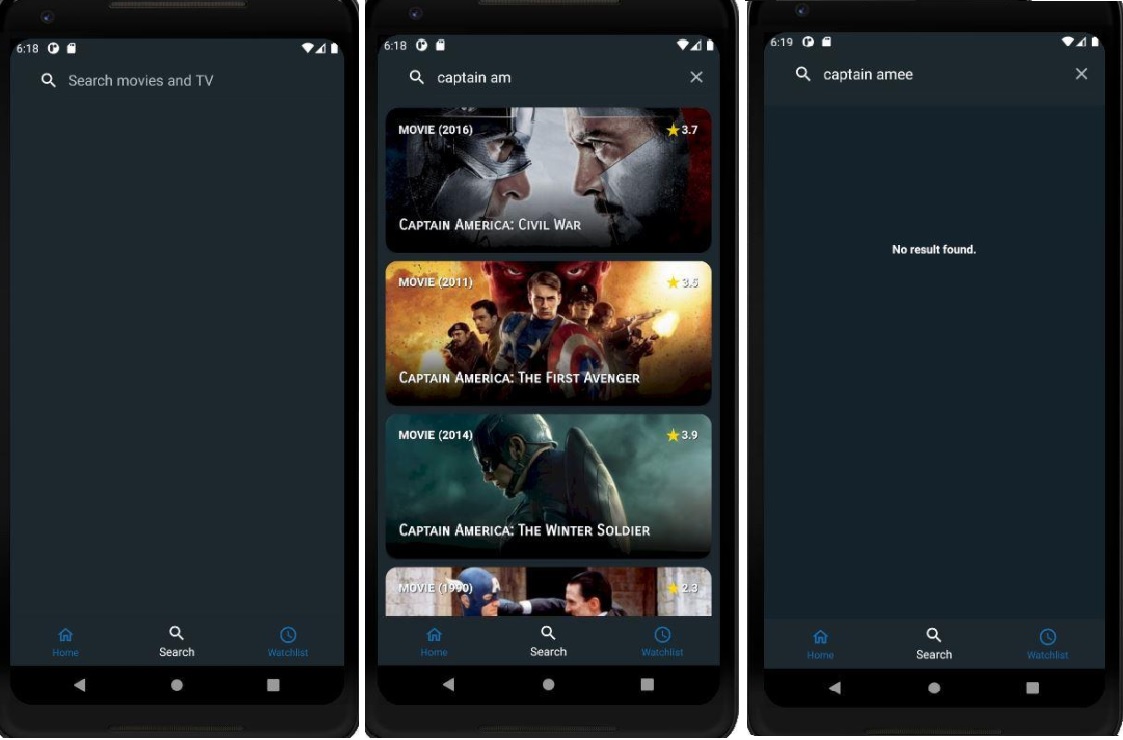 6:18
Search movies and TV
Home
Search
Watchlist
6:18
captain am
MOVIE (2016)
3.7
CAPTAIN AMERICA: CIVIL WAR
MOVIE (2011)
3.5
CAPTAIN AMERICA: THE FIRST AVENGER
MOVIE (2014)
3.9
CAPTAIN AMERICA: THE WINTER SOLDIER
MOVIE (1990)
2.3
Home
Search
Watchlist
6:19
captain amee
No result found.
Home
Search
Watchlist